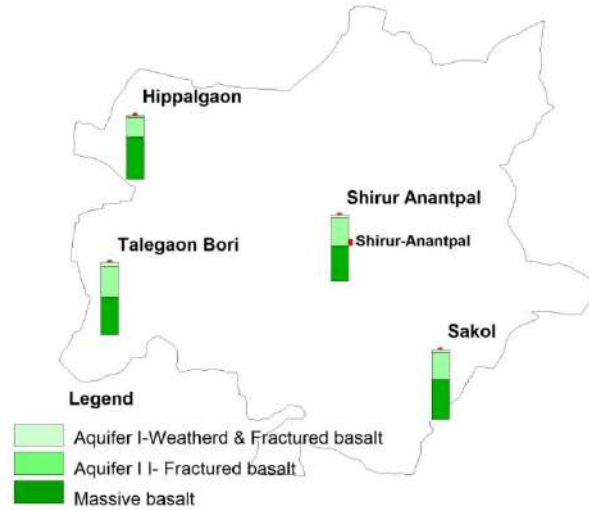 Hippalgaon
Shirur Anantpal
Shirur-Anantpal
Talegaon Bori
Sakol
Legend
Aquifer I-Weatherd & Fractured basalt
Aquifer I I- Fractured basalt
Massive basalt